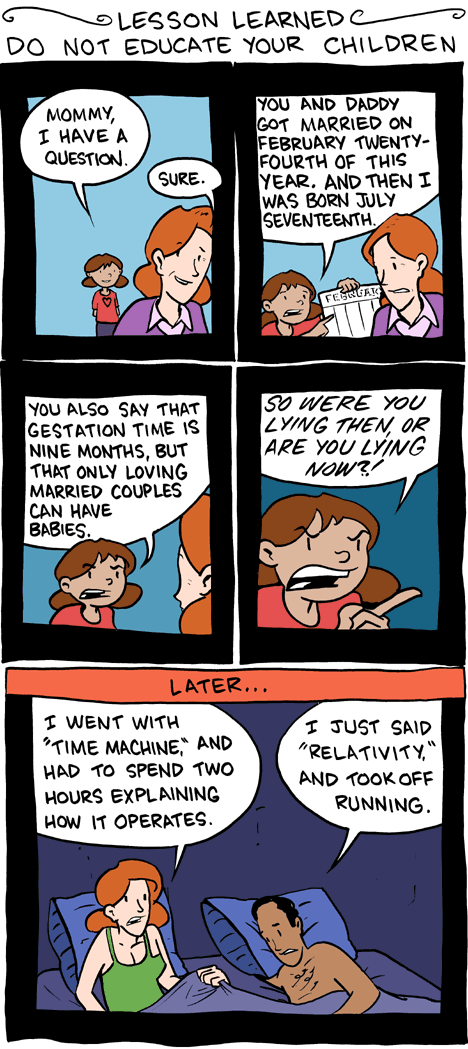 LESSON LEARNED
DO NOT EDUCATE YOUR CHILDREN
MOMMY,
I HAVE A
QUESTION.
SURE.
YOU AND DADDY
GOT MARRIED ON
FEBRUARY TWENTY-
FOURTH OF THIS
YEAR. AND THEN I
WAS BORN JULY
SEVENTEENTH.
FEBRUARY
YOU ALSO SAY THAT
GESTATION TIME IS
NINE MONTHS, BUT
THAT ONLY LOVING
MARRIED COUPLES
CAN HAVE
BABIES.
SO WERE YOU
LYING THEN, OR
ARE YOU LYING
NOW?!
LATER...
I WENT WITH
"TIME MACHINE," AND
HAD TO SPEND TWO
HOURS EXPLAINING
HOW IT OPERATES.
I JUST SAID
"RELATIVITY,"
AND TOOK OFF
RUNNING.